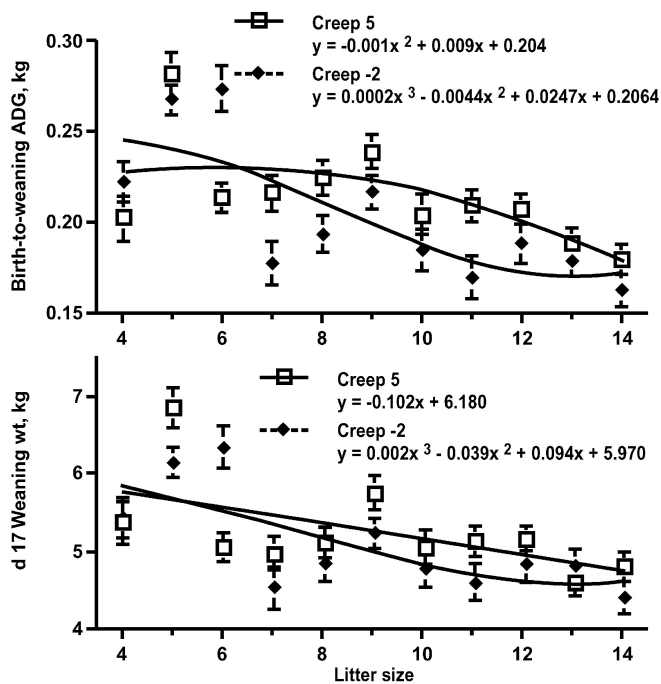 Creep 5
y = -0.001x 2 + 0.009x + 0.204
Creep -2
y = 0.0002x 3 - 0.0044x 2 + 0.0247x + 0.2064
Birth-to-weaning ADG, kg
0.30
0.25
0.20
0.15
4 6 8 10 12 14
Creep 5
y = -0.102x + 6.180
Creep -2
y = 0.002x 3 - 0.039x 2 + 0.094x + 5.970
d 17 Weaning wt, kg
7
6
5
4
4 6 8 10 12 14
Litter size